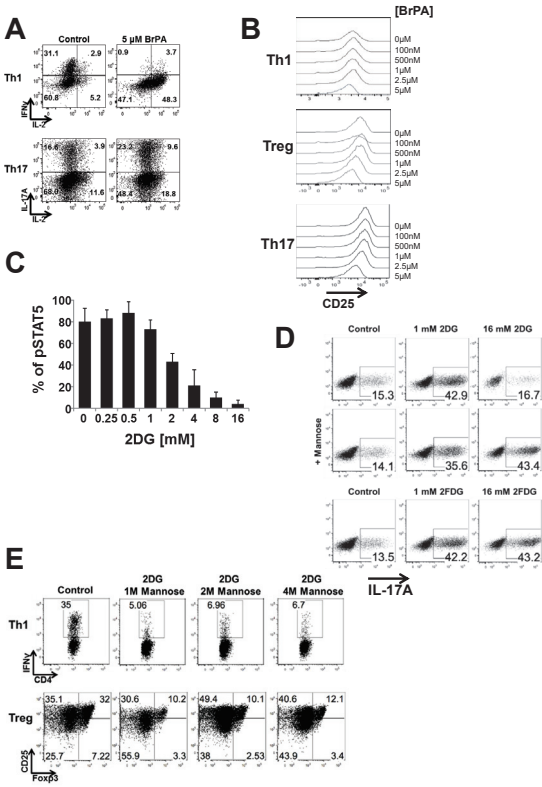 A
Control
5 μM BrPA
Th1
31.1 2.9
60.8 5.2
0.9 3.7
47.1 48.3
IFNγ
IL-2
Th17
16.6 3.9
68.0 11.6
23.2 9.6
48.4 18.8
IL-17A
IL-2
B
[BrPA]
Th1
0μM
100nM
500nM
1μM
2.5μM
5μM
Treg
0μM
100nM
500nM
1μM
2.5μM
5μM
Th17
0μM
100nM
500nM
1μM
2.5μM
5μM
CD25
C
% of pSTAT5
100
80
60
40
20
0
0 0.25 0.5 1 2 4 8 16
2DG [mM]
D
Control 1 mM 2DG 16 mM 2DG
15.3 42.9 16.7
+ Mannose
14.1 35.6 43.4
Control 1 mM 2FDG 16 mM 2FDG
13.5 42.2 43.2
IL-17A
E
Control
2DG
1M Mannose
2DG
2M Mannose
2DG
4M Mannose
Th1
35 5.06 6.96 6.7
IFNγ
CD4
Treg
35.1 32 30.6 10.2 49.4 10.1 40.6 12.1
25.7 7.22 55.9 3.3 38 2.53 43.9 3.4
CD25
Foxp3